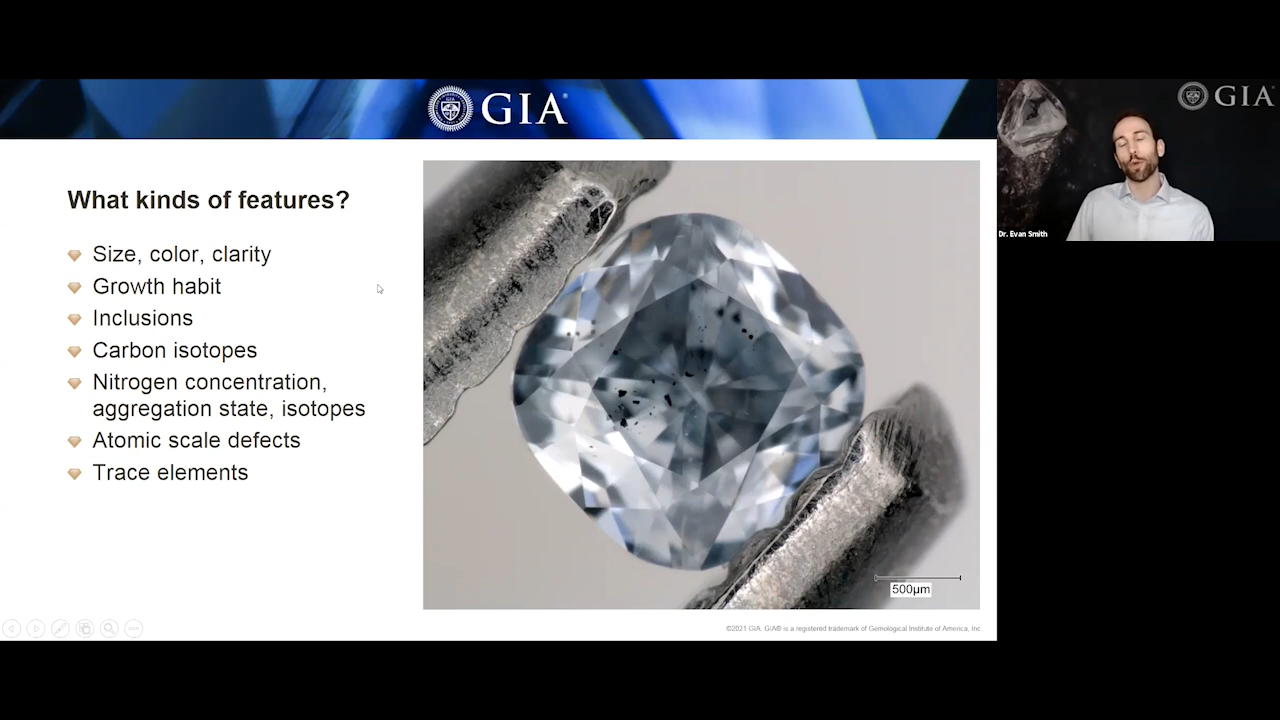 GIA®
GIA
What kinds of features?
Size, color, clarity
Growth habit
Inclusions
Carbon isotopes
Nitrogen concentration,
aggregation state, isotopes
Atomic scale defects
Trace elements
500µm
©2021 GIA. GIA® is a registered trademark of Gemological Institute of America, Inc
Dr. Evan Smith